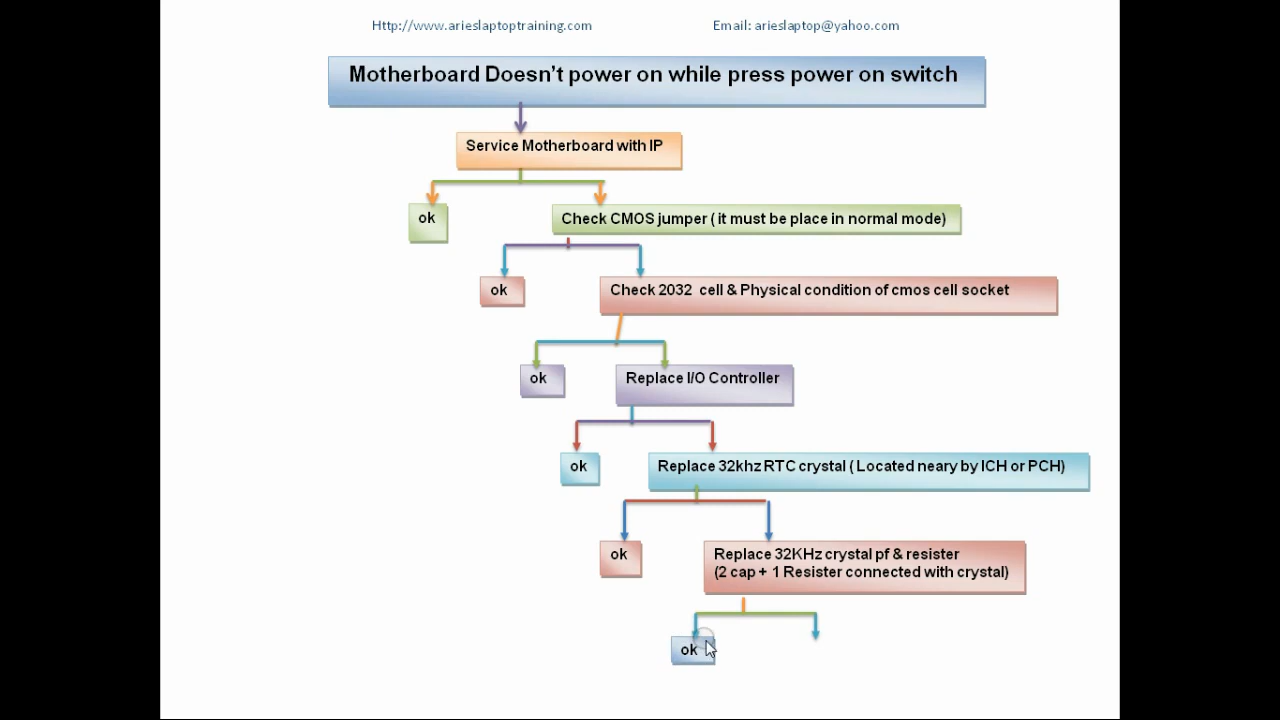 Http://www.arieslaptoptraining.com Email: arieslaptop@yahoo.com
Motherboard Doesn't power on while press power on switch
Service Motherboard with IP
ok
Check CMOS jumper ( it must be place in normal mode)
ok
Check 2032 cell & Physical condition of cmos cell socket
ok
Replace I/O Controller
ok
Replace 32khz RTC crystal ( Located neary by ICH or PCH)
ok
Replace 32KHz crystal pf & resister
(2 cap + 1 Resister connected with crystal)
ok